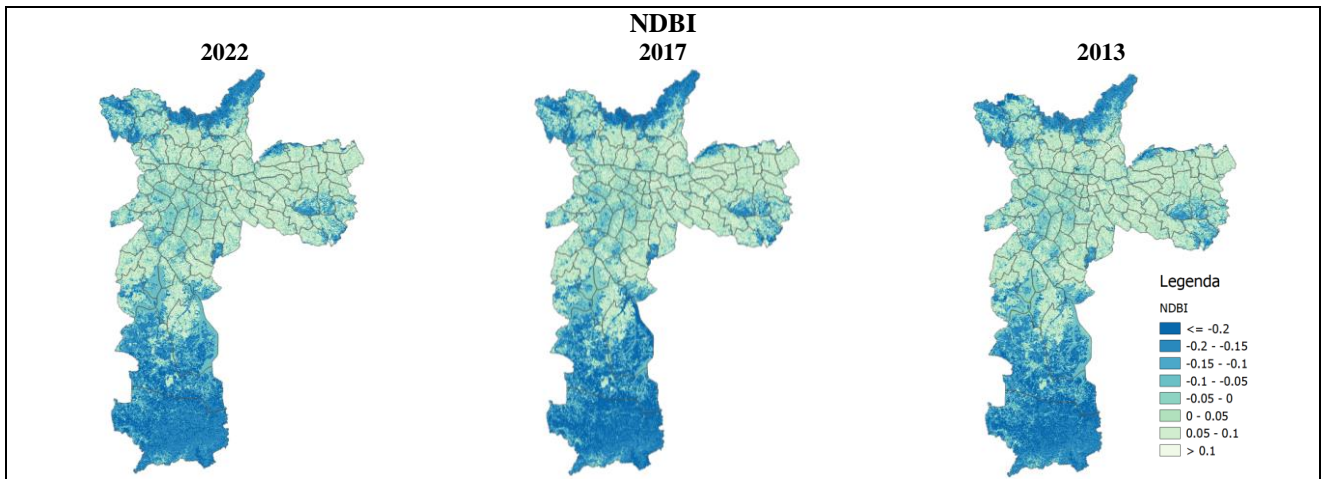 NDBI
2022 2017 2013
Legenda
NDBI
<= -0.2
-0.2 - -0.15
-0.15 - -0.1
-0.1 - -0.05
-0.05 - 0
0 - 0.05
0.05 - 0.1
> 0.1